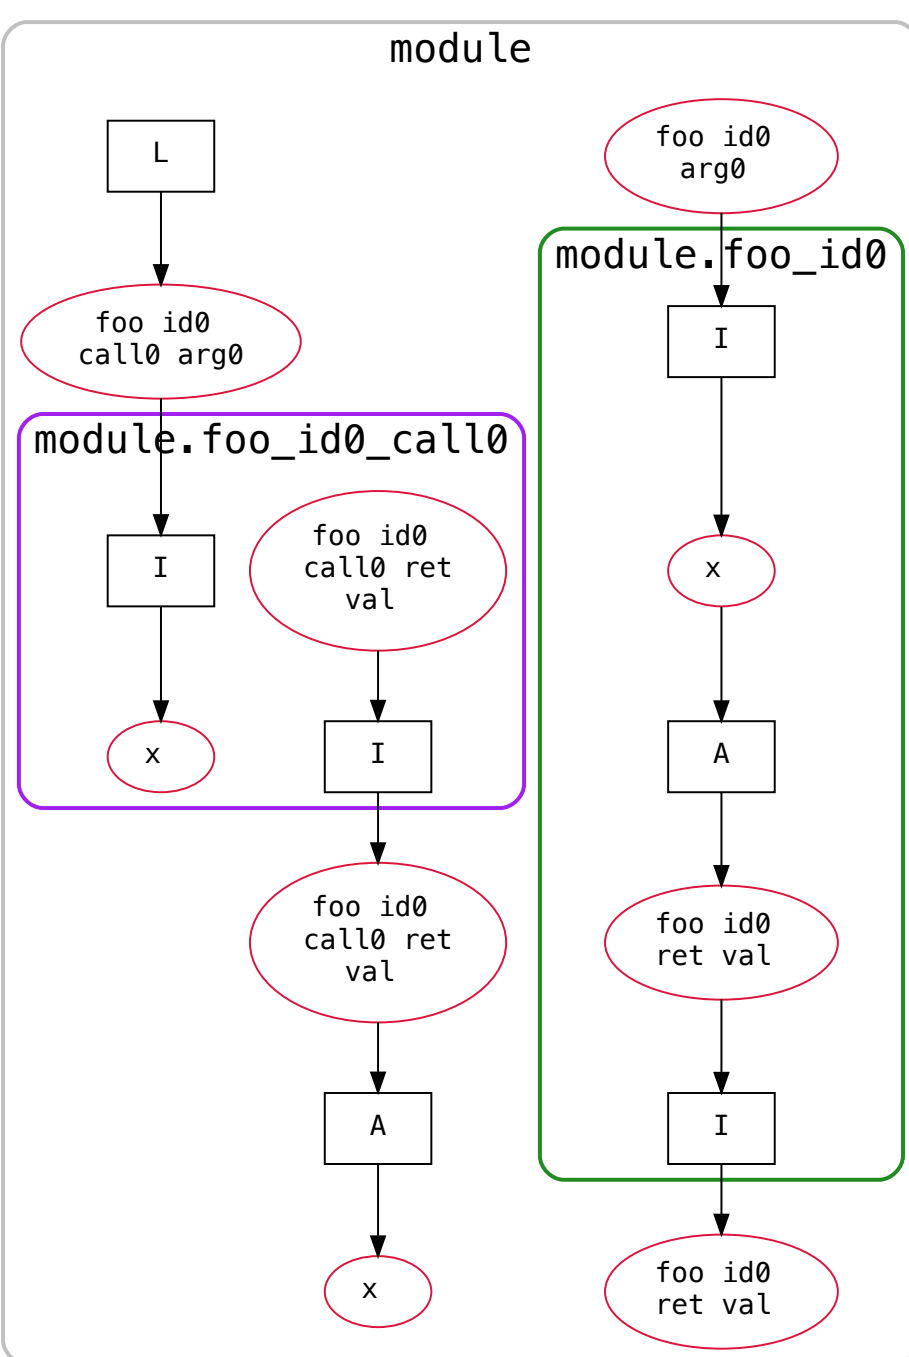 module
L
foo id0
arg0
module.foo_id0
I
foo id0
call0 arg0
module.foo_id0_call0
I
foo id0
call0 ret
val
x
x
I
A
foo id0
call0 ret
val
foo id0
ret val
A
I
x
foo id0
ret val